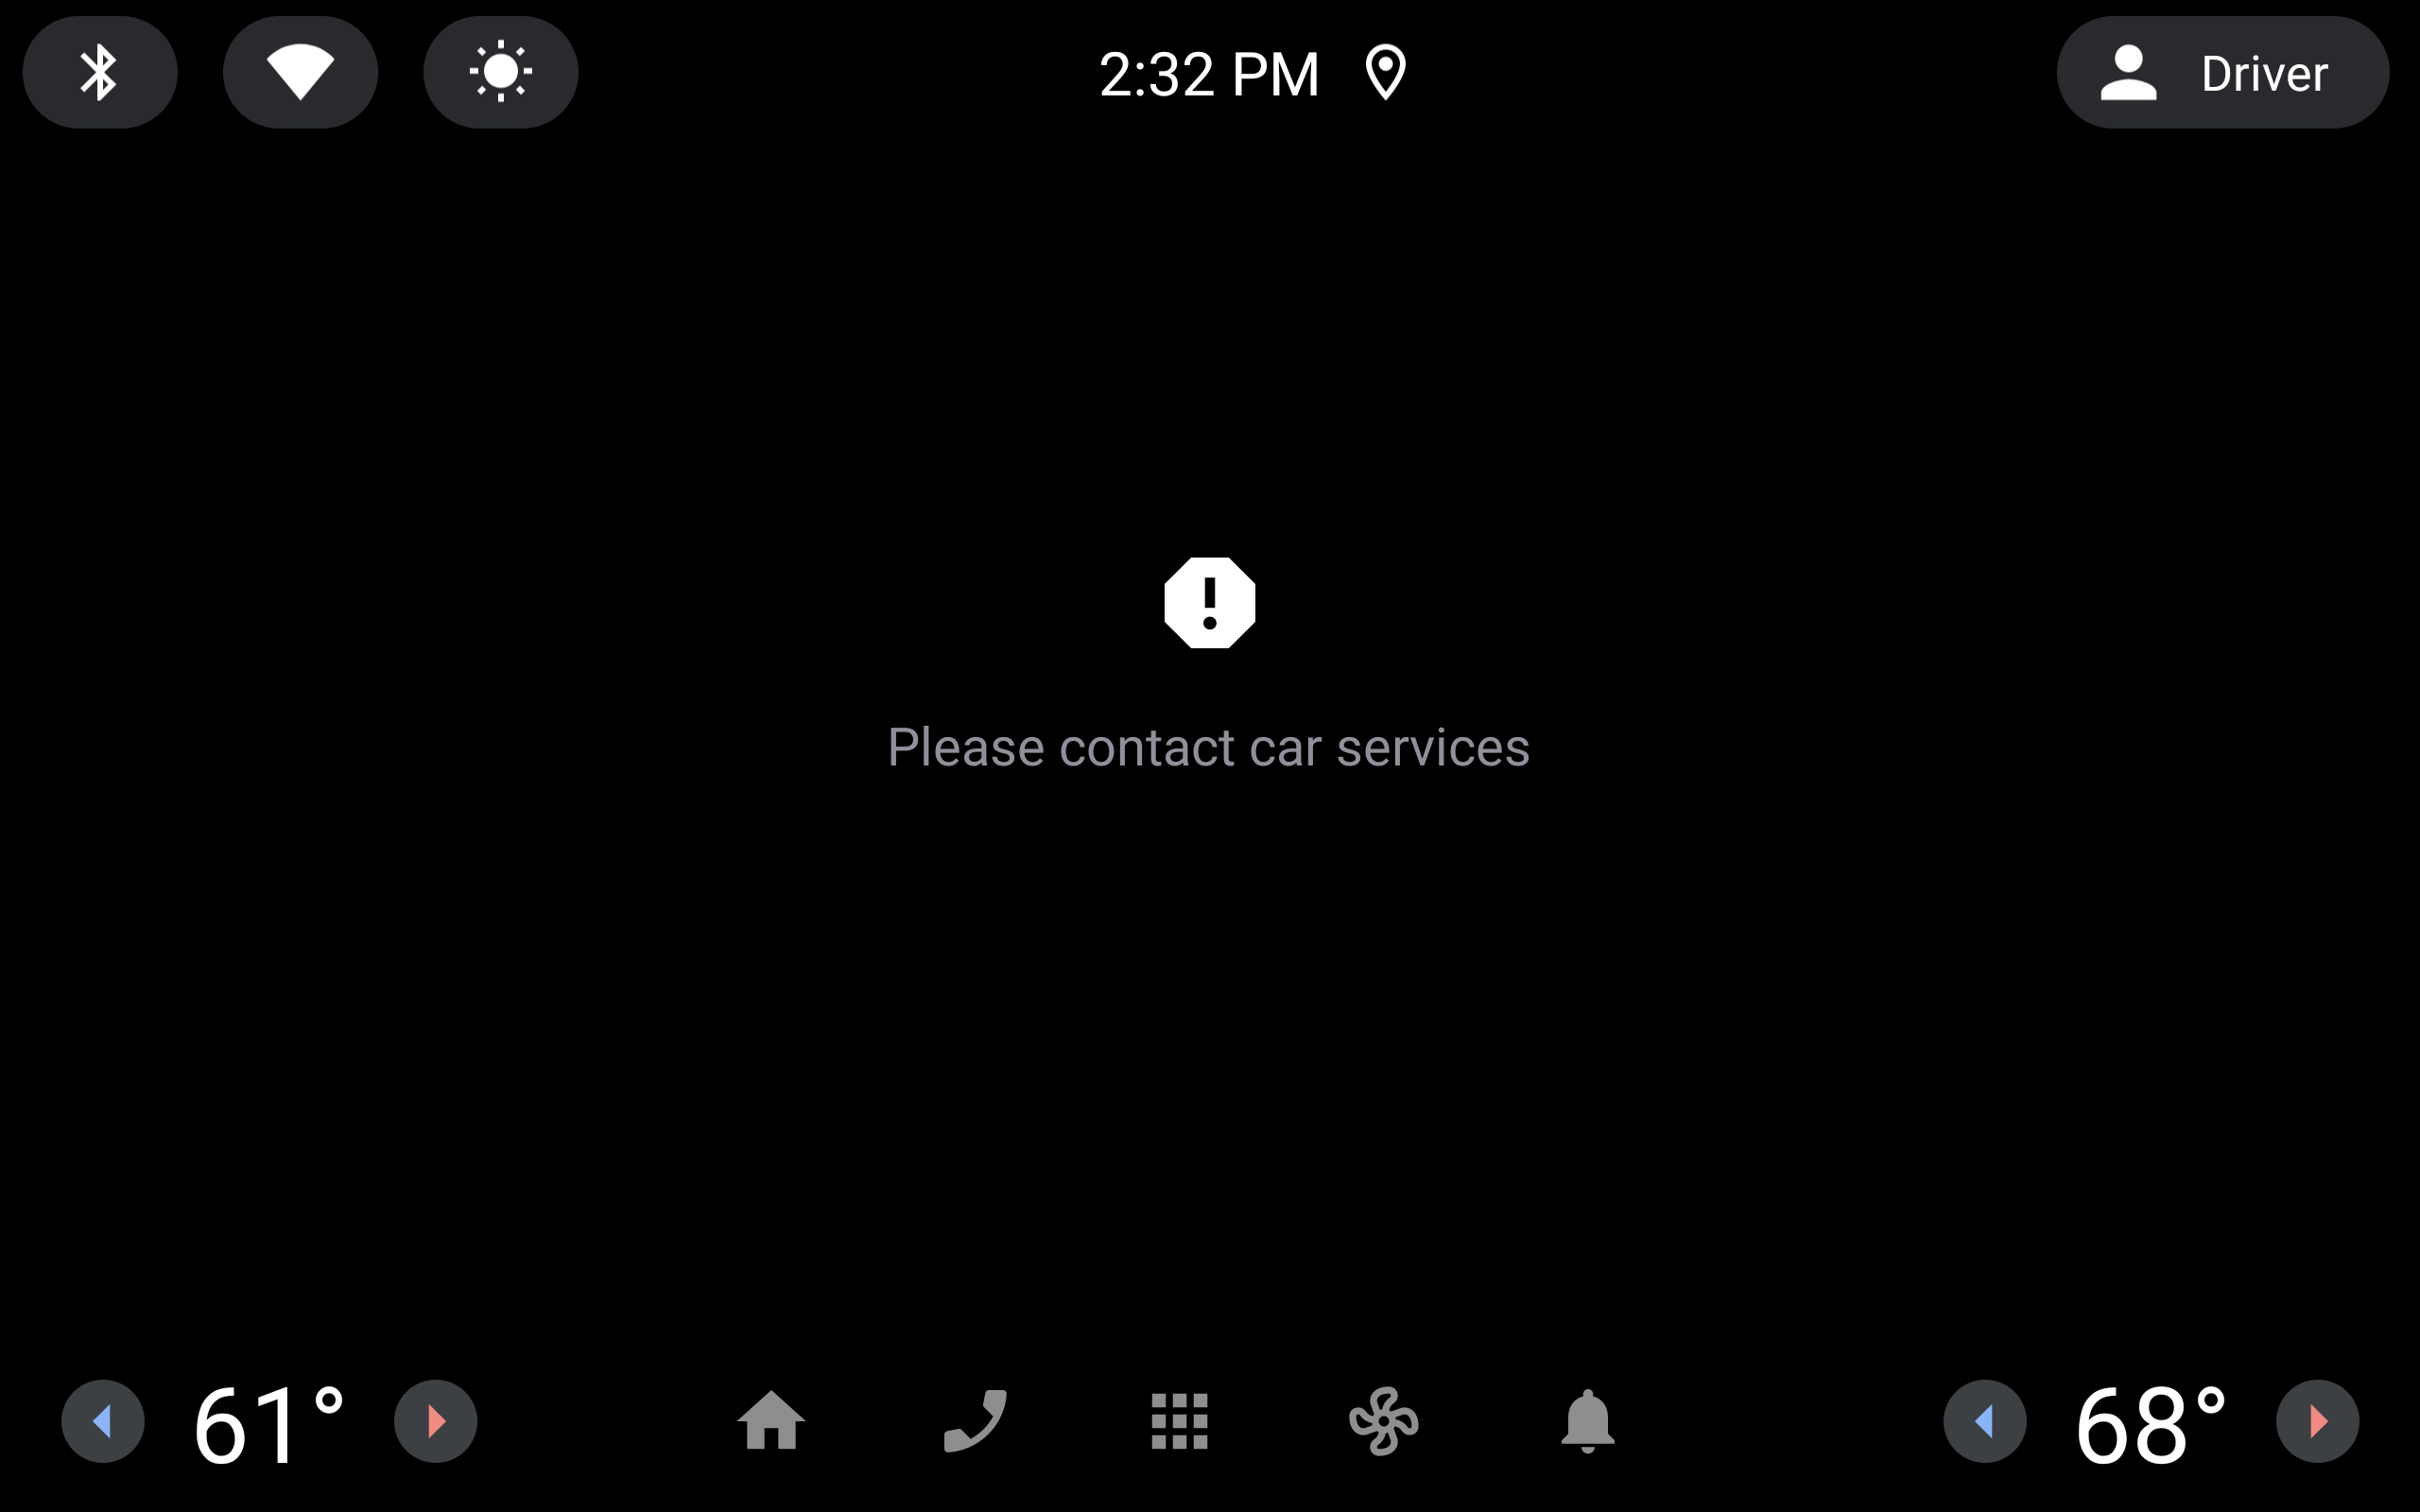 2:32 PM
Driver
Please contact car services
61°
68°